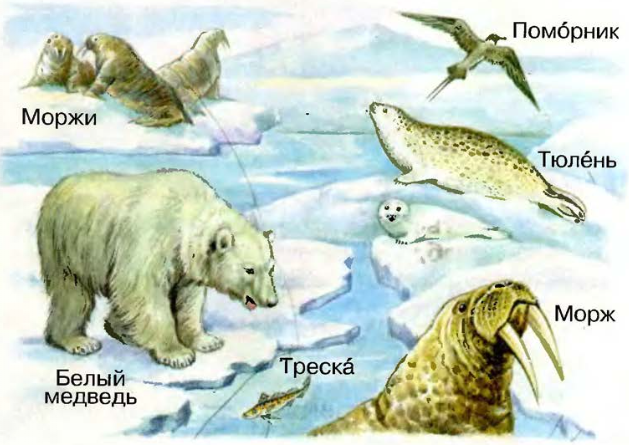 Помо́рник
Моржи
Тюле́нь
Морж
Треска́
Белый
медведь